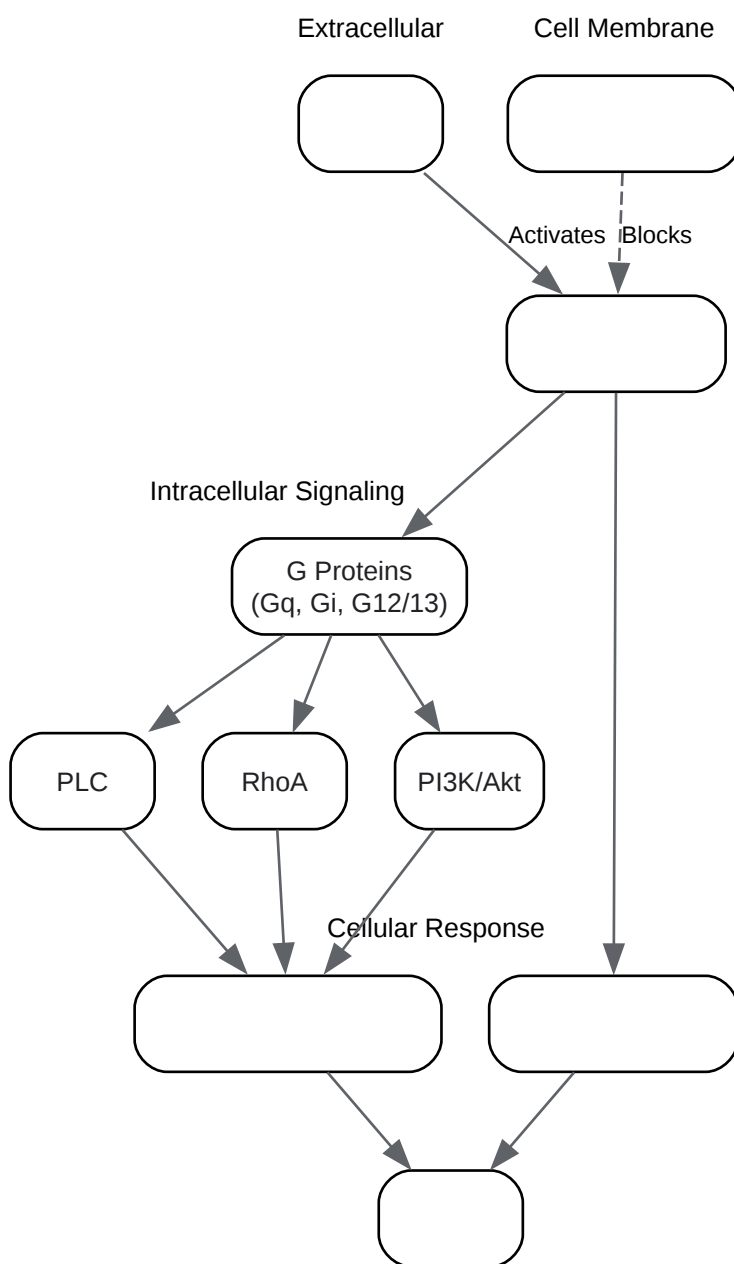 Extracellular
Cell Membrane
Activates
Blocks
Intracellular Signaling
G Proteins
(Gq, Gi, G12/13)
PLC
RhoA
PI3K/Akt
Cellular Response